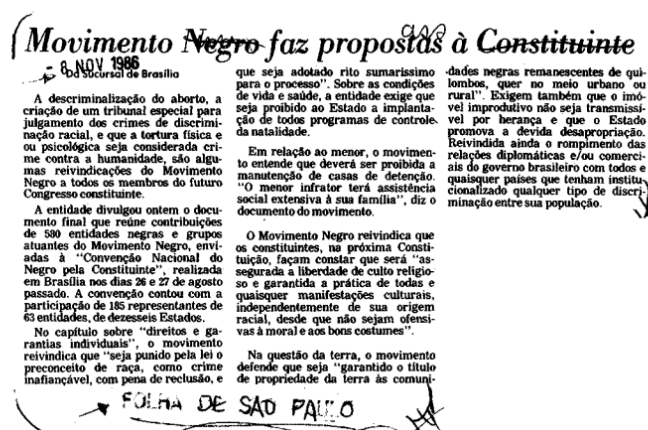 Movimento Negro faz propostas à Constituinte
- 8 NOV 1986
Da Sucursal de Brasília
A descriminalização do aborto, a
criação de um tribunal especial para
julgamento dos crimes de discrimi-
nação racial, e que a tortura física e
ou psicológica seja considerada cri-
me contra a humanidade, são algu-
mas reivindicações do Movimento
Negro a todos os membros do futuro
Congresso constituinte.
A entidade divulgou ontem o docu-
mento final que reúne contribuições
de 580 entidades negras e grupos
atuantes do Movimento Negro, envi-
adas à "Convenção Nacional do
Negro pela Constituinte", realizada
em Brasília nos dias 26 e 27 de agosto
passado. A convenção contou com a
participação de 185 representantes de
63 entidades, de dezesseis Estados.
No capítulo sobre "direitos e ga-
rantias individuais", o movimento
reivindica que "seja punido pela lei o
preconceito de raça, como crime
inafiançável, com pena de reclusão, e
que seja adotado rito sumaríssimo
para o processo". Sobre as condições
de vida e saúde, a entidade exige que
seja proibido ao Estado a implanta-
ção de todos programas de controle
da natalidade.
Em relação ao menor, o movimen-
to entende que deverá ser proibida a
manutenção de casas de detenção.
"O menor infrator terá assistência
social extensiva à sua família", diz o
documento do movimento.
O Movimento Negro reivindica que
os constituintes, na próxima Consti-
tuição, façam constar que será "as-
segurada a liberdade de culto religio-
so e garantida a prática de todas e
quaisquer manifestações culturais,
independentemente de sua origem
racial, desde que não sejam ofensi-
vas à moral e aos bons costumes".
Na questão da terra, o movimento
defende que seja "garantido o título
de propriedade da terra às comuni-
dades negras remanescentes de qui-
lombos, quer no meio urbano ou
rural". Exigem também que o imó-
vel improdutivo não seja transmissí-
vel por herança e que o Estado
promova a devida desapropriação.
Reivindida ainda o rompimento das
relações diplomáticas e/ou comerci-
ais do governo brasileiro com todos e
quaisquer países que tenham institu-
cionalizado qualquer tipo de discri-
minação entre sua população.
FOLHA DE SAO PAULO